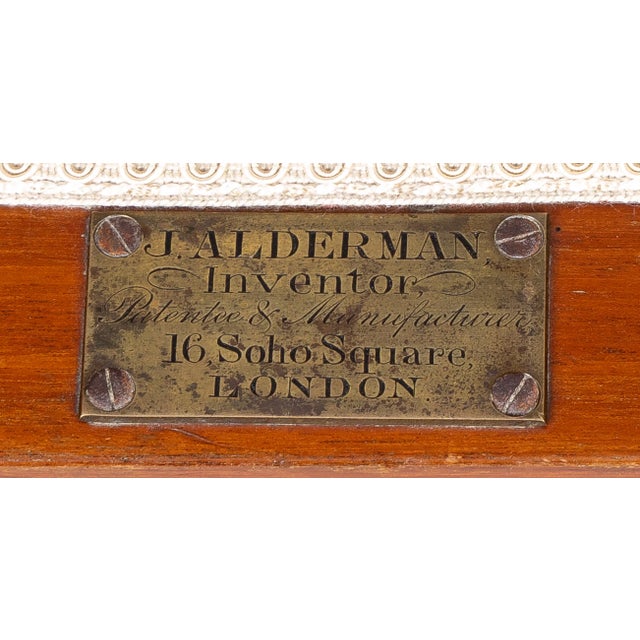 J. ALDERMAN,
Inventor,
Patentee & Manufacturer,
16, Soho Square,
LONDON.